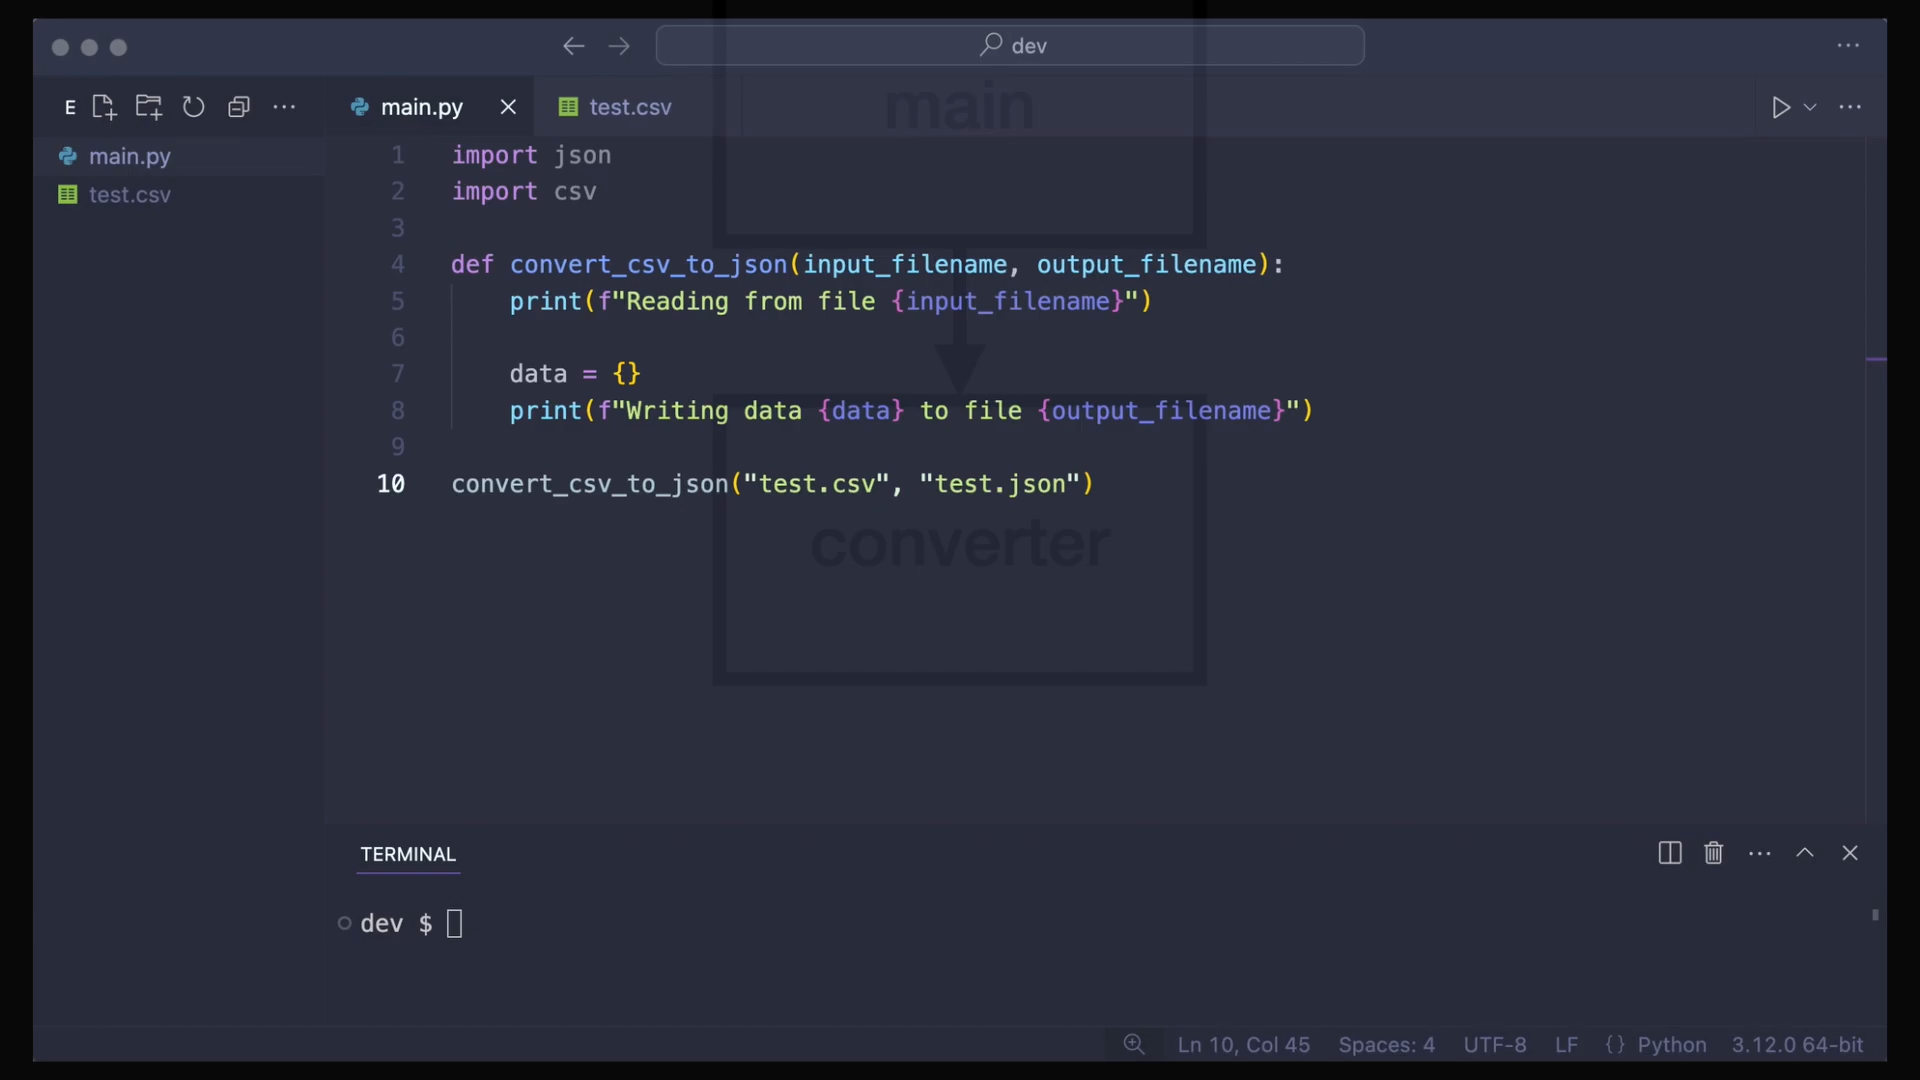 dev
E
main.py
test.csv
main
main.py
test.csv
1 import json
2 import csv
3
4 def convert_csv_to_json(input_filename, output_filename):
5 print(f"Reading from file {input_filename}")
6
7 data = {}
8 print(f"Writing data {data} to file {output_filename}")
9
10 convert_csv_to_json("test.csv", "test.json")
converter
TERMINAL
dev $
Ln 10, Col 45
Spaces: 4
UTF-8
LF
{} Python
3.12.0 64-bit